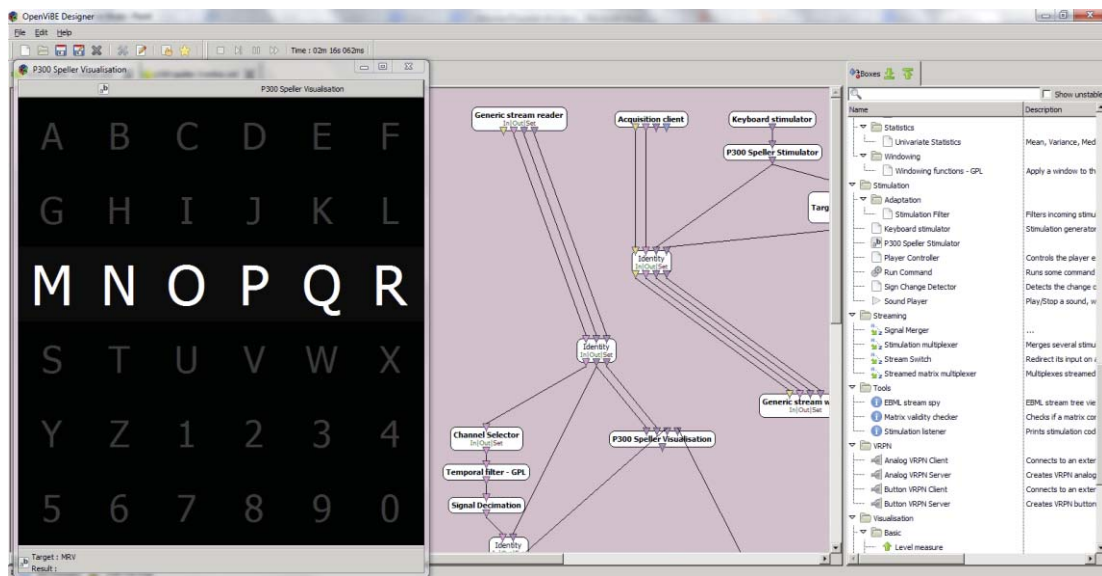 OpenViBE Designer
File Edit Help
Time : 02m 16s 062ms
P300 Speller Visualisation
P300 Speller Visualisation
A B C D E F
G H I J K L
M N O P Q R
S T U V W X
Y Z 1 2 3 4
5 6 7 8 9 0
Target : MRV
Result :
Generic stream reader
In|Out|Set
Acquisition client
Keyboard stimulator
P300 Speller Stimulator
Targ
Identity
In|Out|Set
Identity
In|Out|Set
Generic stream w
In|Out|Set
Channel Selector
In|Out|Set
P300 Speller Visualisation
Temporal filter - GPL
Signal Decimation
Identity
In|Out|Set
Boxes
Show unstable
Name Description
Statistics
Univariate Statistics Mean, Variance, Med
Windowing
Windowing functions - GPL Apply a window to th
Stimulation
Adaptation
Stimulation Filter Filters incoming stimu
Keyboard stimulator Stimulation generator
P300 Speller Stimulator
Player Controller Controls the player e
Run Command Runs some command
Sign Change Detector Detects the change o
Sound Player Play/Stop a sound, w
Streaming
Signal Merger ...
Stimulation multiplexer Merges several stimu
Stream Switch Redirect its input on
Streamed matrix multiplexer Multiplexes streamed
Tools
EBML stream spy EBML stream tree vie
Matrix validity checker Checks if a matrix cor
Stimulation listener Prints stimulation cod
VRPN
Analog VRPN Client Connects to an exter
Analog VRPN Server Creates VRPN analog
Button VRPN Client Connects to an exter
Button VRPN Server Creates VRPN button
Visualisation
Basic
Level measure